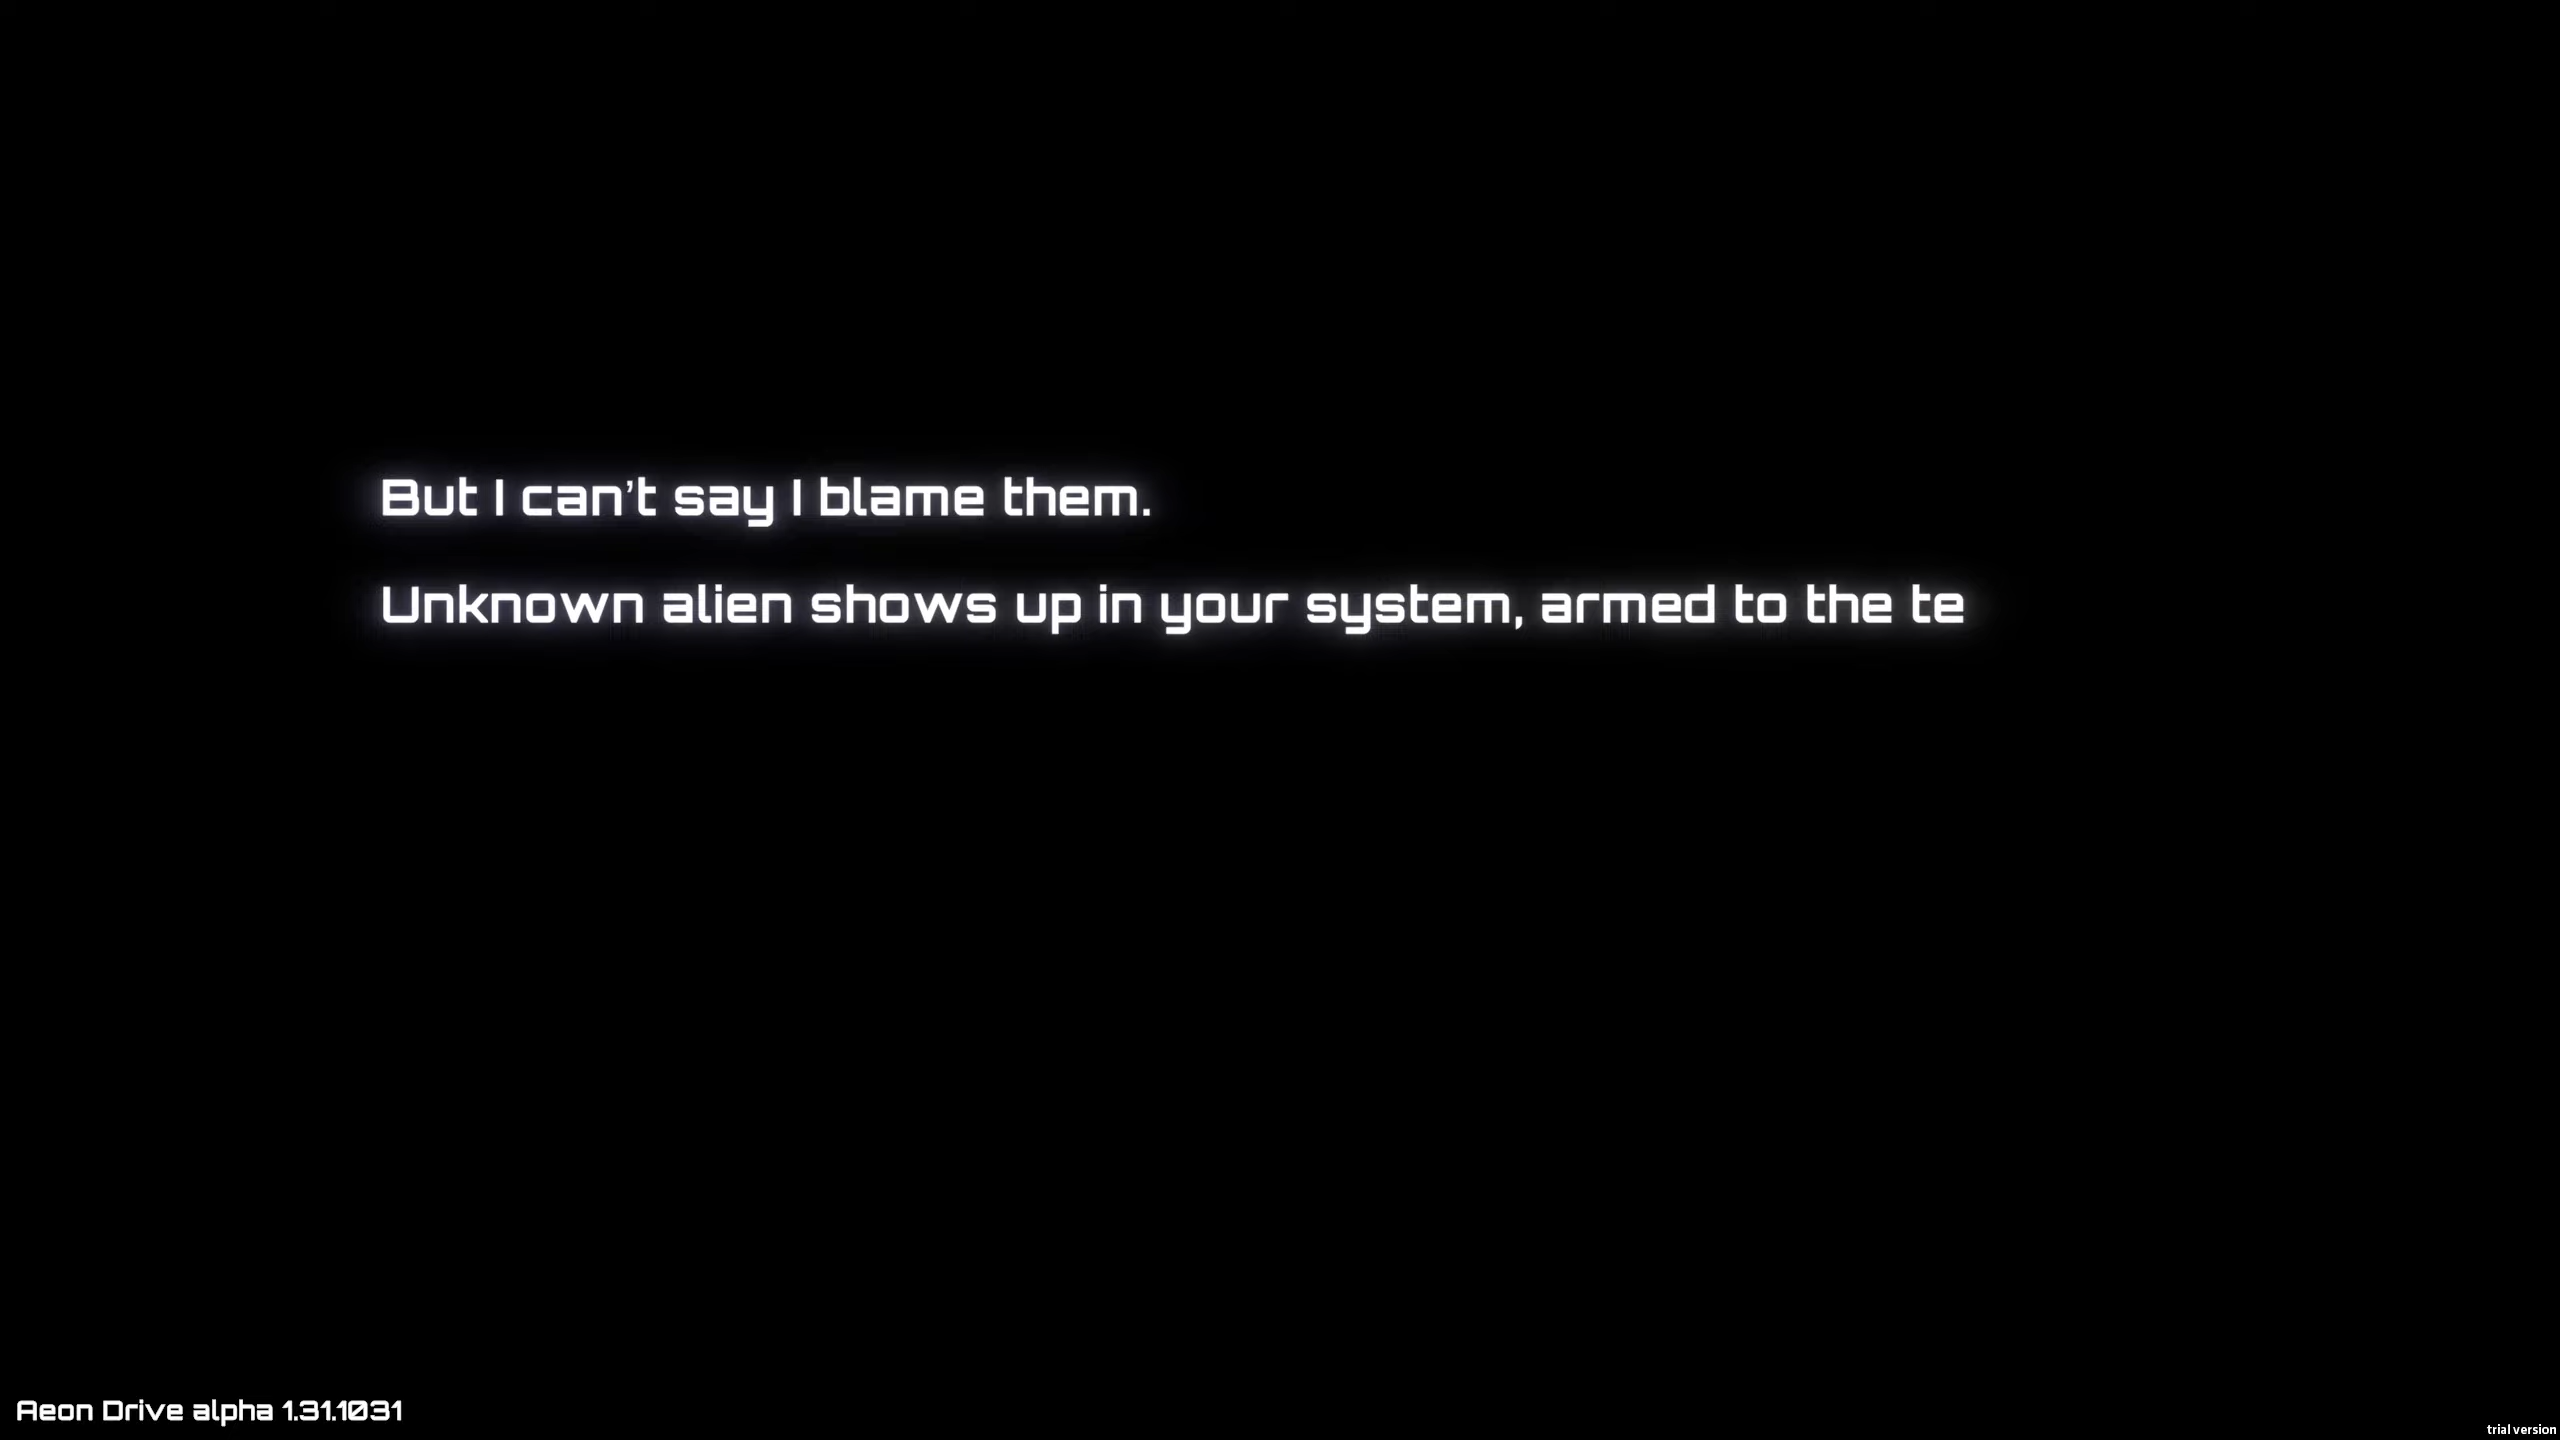 But I can't say I blame them.
Unknown alien shows up in your system, armed to the te
Aeon Drive alpha 1.31.1031
trial version